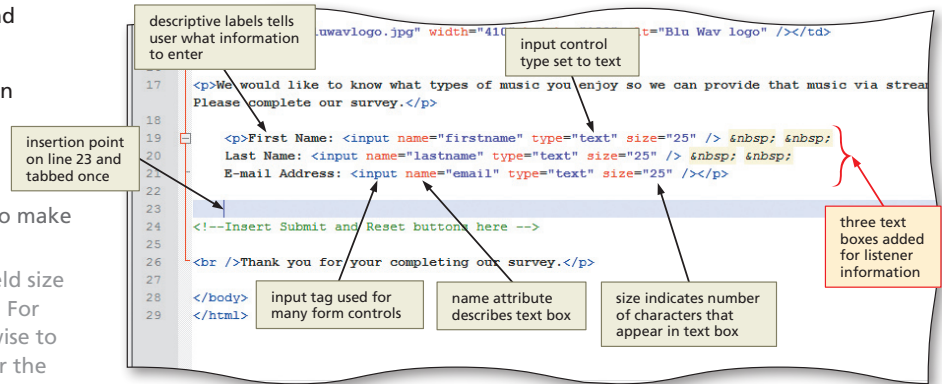 nd
n
o make
eld size
For
wise to
r the
descriptive labels tells
user what information
to enter
input control
type set to text
insertion point
on line 23 and
tabbed once
luwavlogo.jpg" width="410
t="Blu Wav logo" /></td>
17 <p>We would like to know what types of music you enjoy so we can provide that music via strea
Please complete our survey.</p>
18
19 <p>First Name: <input name="firstname" type="text" size="25" /> &nbsp; &nbsp;
20 Last Name: <input name="lastname" type="text" size="25" /> &nbsp; &nbsp;
21 E-mail Address: <input name="email" type="text" size="25" /></p>
22
23
24 <!--Insert Submit and Reset buttons here -->
25
26 <br />Thank you for your completing our survey.</p>
27
28 </body>
29 </html>
three text
boxes added
for listener
information
input tag used for
many form controls
name attribute
describes text box
size indicates number
of characters that
appear in text box